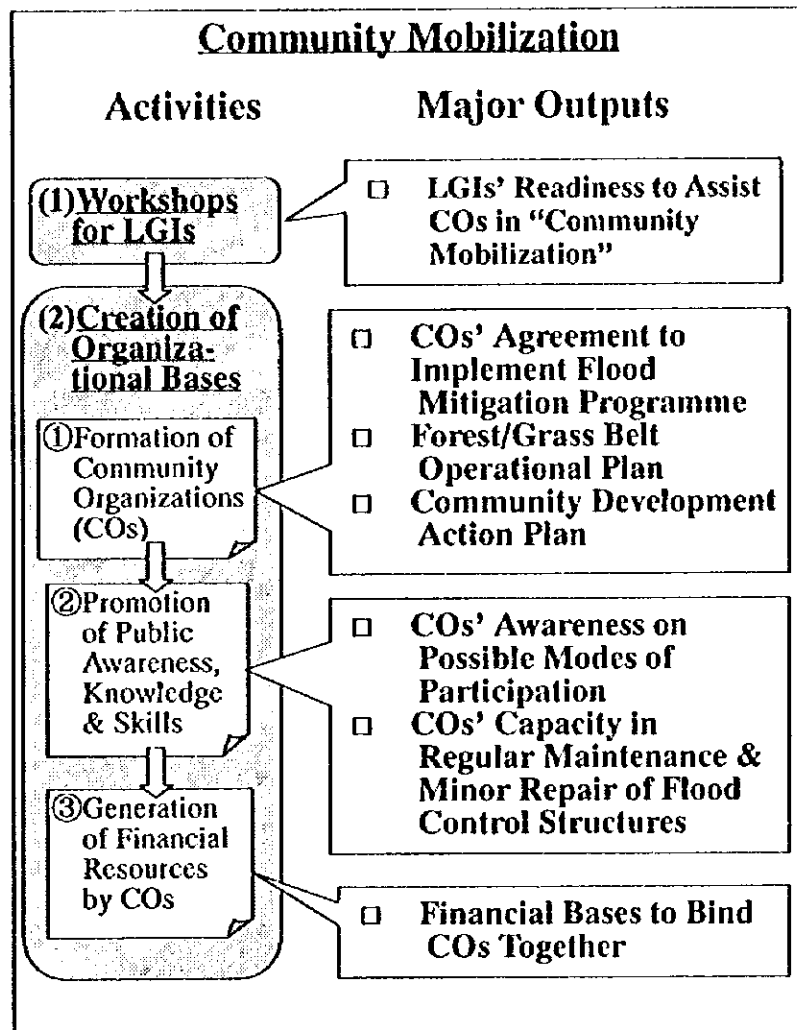 Community Mobilization
Activities
Major Outputs
(1)Workshops
for LGIs
□ LGIs' Readiness to Assist
COs in "Community
Mobilization"
(2)Creation of
Organiza-
tional Bases
①Formation of
Community
Organizations
(COs)
□ COs' Agreement to
Implement Flood
Mitigation Programme
□ Forest/Grass Belt
Operational Plan
□ Community Development
Action Plan
②Promotion
of Public
Awareness,
Knowledge
& Skills
□ COs' Awareness on
Possible Modes of
Participation
□ COs' Capacity in
Regular Maintenance &
Minor Repair of Flood
Control Structures
③Generation
of Financial
Resources
by COs
□ Financial Bases to Bind
COs Together